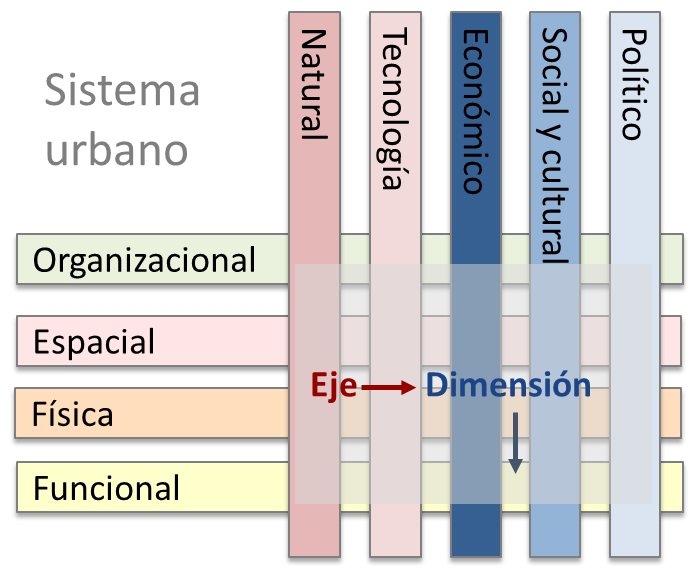 Sistema
urbano
Natural
Tecnología
Económico
Social y cultural
Político
Organizacional
Espacial
Eje
Dimensión
Física
Funcional